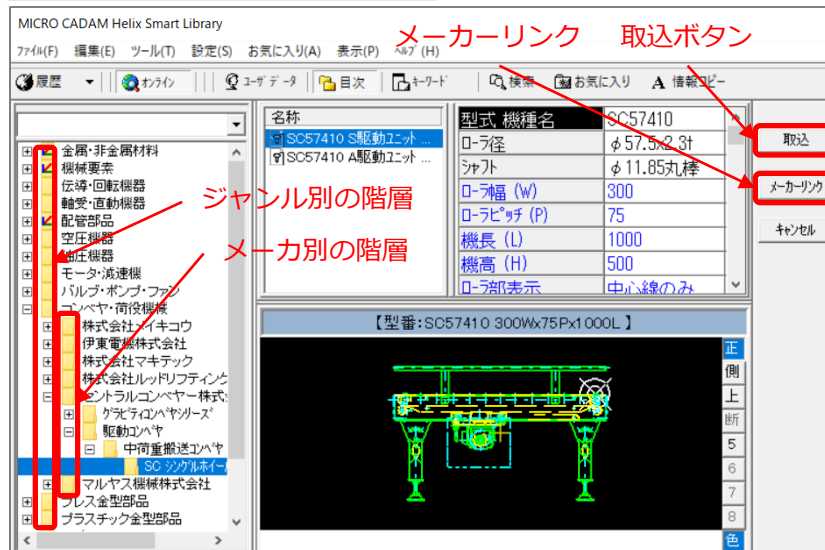 MICRO CADAM Helix Smart Library
メーカーリンク 取込ボタン
ﾌｧｲﾙ(F) 編集(E) ツール(T) 設定(S) お気に入り(A) 表示(P) ﾍﾙﾌﾟ(H)
履歴 ｵﾝﾗｲﾝ ﾕｰｻﾞﾃﾞｰﾀ 目次 ｷｰﾜｰﾄﾞ 検索 お気に入り 情報コピー
名称
SC57410 S駆動ﾕﾆｯﾄ ...
SC57410 A駆動ﾕﾆｯﾄ ...
型式 機種名 SC57410
ﾛｰﾗ径 φ57.5x2.3t
ｼｬﾌﾄ φ11.85丸棒
ﾛｰﾗ幅 (W) 300
ﾛｰﾗﾋﾟｯﾁ (P) 75
機長 (L) 1000
機高 (H) 500
ﾛｰﾗ部表示 中心線のみ
取込
ﾒｰｶｰﾘﾝｸ
ｷｬﾝｾﾙ
金属・非金属材料
機械要素
伝導・回転機器
軸受・直動機器
配管部品
空圧機器
油圧機器
モータ・減速機
バルブ・ポンプ・ファン
コンベヤ・荷役機械
株式会社メイキコウ
伊東電機株式会社
株式会社マキテック
株式会社ルッドリフティング
セントラルコンベヤー株式
ｸﾞﾗﾋﾞﾃｨｺﾝﾍﾞﾔｼﾘｰｽﾞ
駆動ｺﾝﾍﾞﾔ
中荷重搬送ｺﾝﾍﾞﾔ
SC ｼﾝｸﾞﾙﾎｲｰﾙ
マルヤス機械株式会社
プレス金型部品
プラスチック金型部品
ジャンル別の階層
メーカ別の階層
【型番:SC57410 300Wx75Px1000L 】
正
側
上
断
5
6
7
8
色